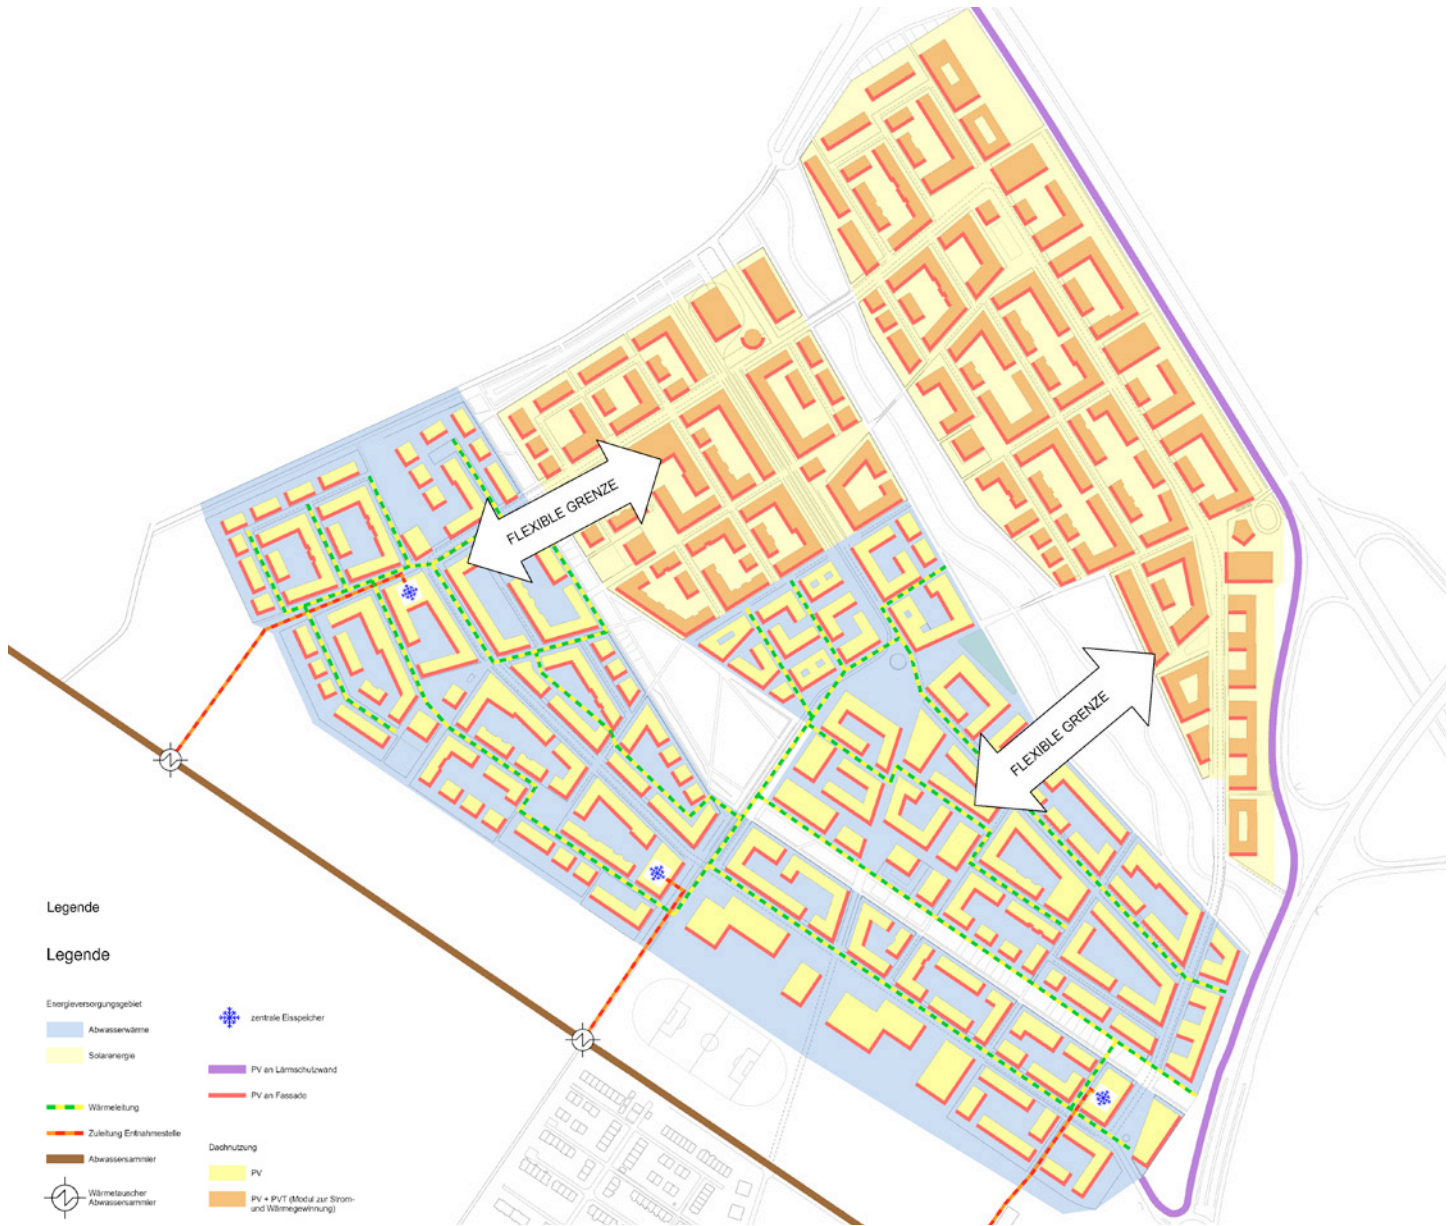 FLEXIBLE GRENZE
FLEXIBLE GRENZE
Legende
Legende
Energieversorgungsgebiet
Abwasserwärme
Solarenergie
Wärmeleitung
Zuleitung Entnahmestelle
Abwassersammler
Wärmetauscher
Abwassersammler
zentrale Eisspeicher
PV an Lärmschutzwand
PV an Fassade
Dachnutzung
PV
PV + PVT (Modul zur Strom-
und Wärmegewinnung)